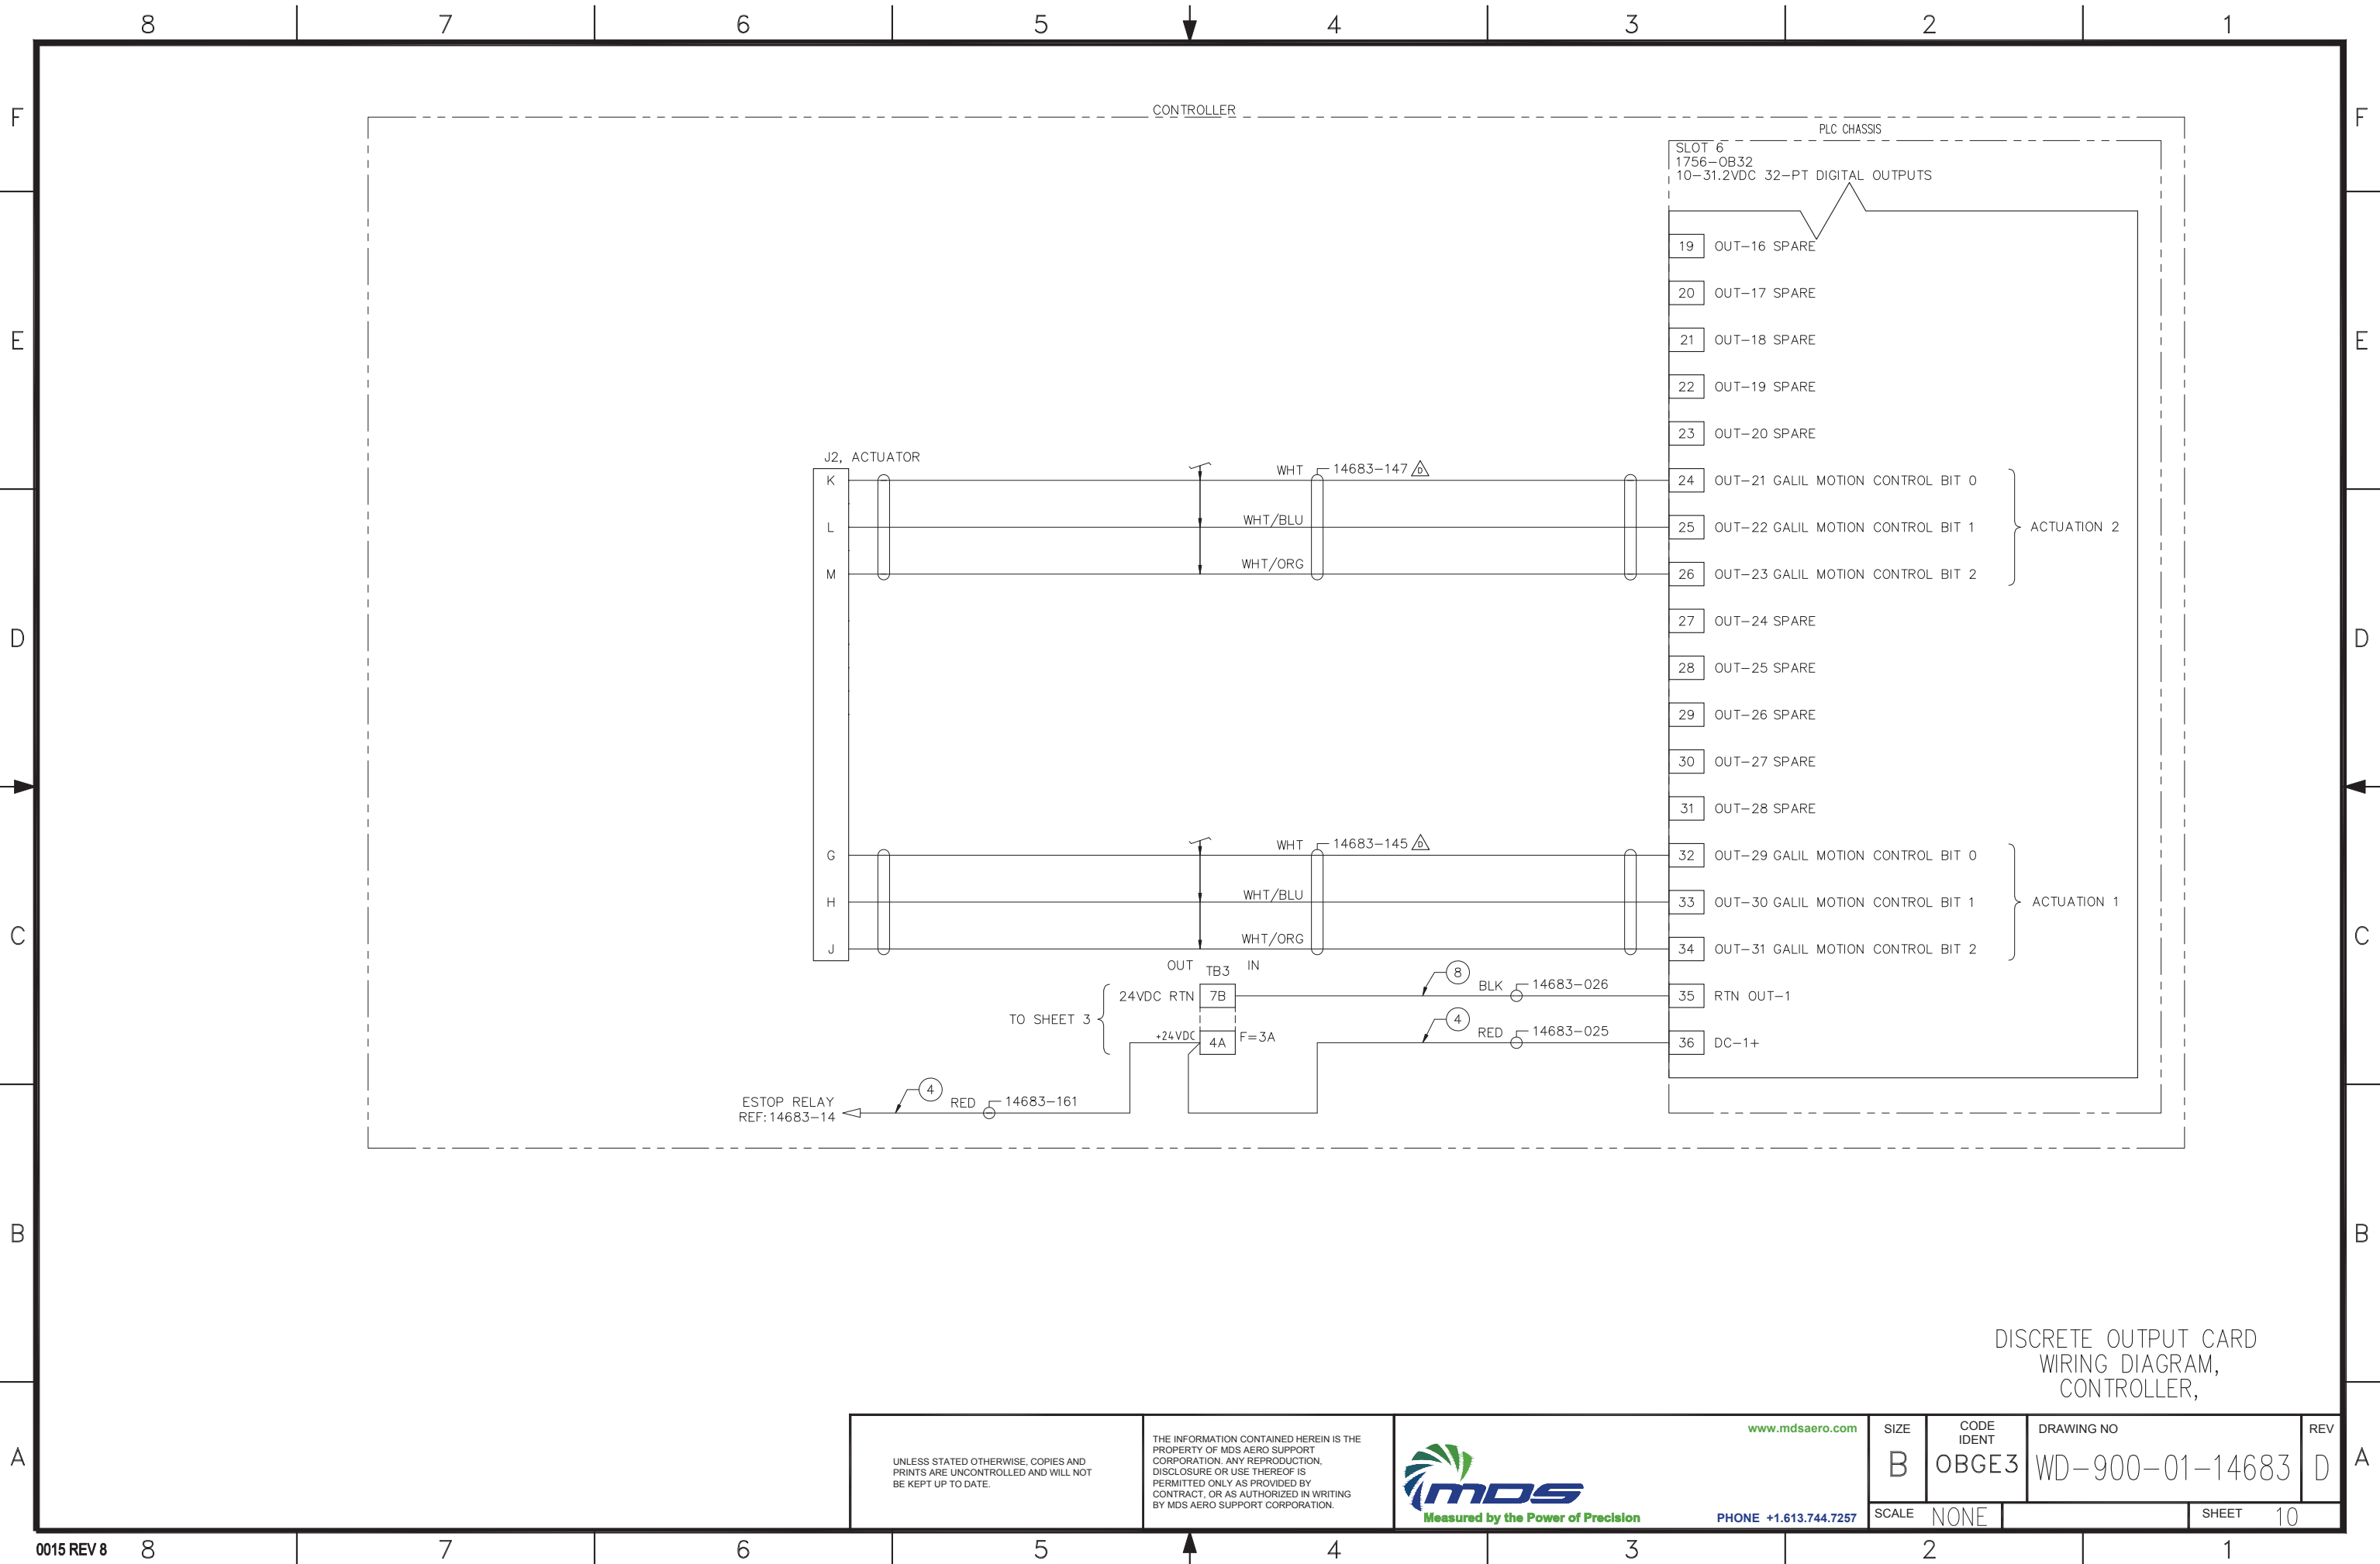 8 7 6 5 4 3 2 1
F F
CONTROLLER
PLC CHASSIS
SLOT 6
1756-OB32
10-31.2VDC 32-PT DIGITAL OUTPUTS
19 OUT-16 SPARE
20 OUT-17 SPARE
E E
21 OUT-18 SPARE
22 OUT-19 SPARE
23 OUT-20 SPARE
J2, ACTUATOR
K WHT 14683-147 D 24 OUT-21 GALIL MOTION CONTROL BIT 0
L WHT/BLU 25 OUT-22 GALIL MOTION CONTROL BIT 1 ACTUATION 2
M WHT/ORG 26 OUT-23 GALIL MOTION CONTROL BIT 2
27 OUT-24 SPARE
D D
28 OUT-25 SPARE
29 OUT-26 SPARE
30 OUT-27 SPARE
31 OUT-28 SPARE
G WHT 14683-145 D 32 OUT-29 GALIL MOTION CONTROL BIT 0
H WHT/BLU 33 OUT-30 GALIL MOTION CONTROL BIT 1 ACTUATION 1
C C
J WHT/ORG 34 OUT-31 GALIL MOTION CONTROL BIT 2
OUT TB3 IN
24VDC RTN 7B 8 BLK 14683-026 35 RTN OUT-1
TO SHEET 3
+24VDC 4A F=3A 4 RED 14683-025 36 DC-1+
ESTOP RELAY
REF:14683-14 4 RED 14683-161
B B
DISCRETE OUTPUT CARD
WIRING DIAGRAM,
CONTROLLER,
A A
UNLESS STATED OTHERWISE, COPIES AND
PRINTS ARE UNCONTROLLED AND WILL NOT
BE KEPT UP TO DATE.
THE INFORMATION CONTAINED HEREIN IS THE
PROPERTY OF MDS AERO SUPPORT
CORPORATION. ANY REPRODUCTION,
DISCLOSURE OR USE THEREOF IS
PERMITTED ONLY AS PROVIDED BY
CONTRACT, OR AS AUTHORIZED IN WRITING
BY MDS AERO SUPPORT CORPORATION.
www.mdsaero.com
mds
Measured by the Power of Precision
PHONE +1.613.744.7257
SIZE
B
CODE
IDENT
OBGE3
DRAWING NO
WD-900-01-14683
REV
D
SCALE NONE
SHEET 10
0015 REV 8
8 7 6 5 4 3 2 1